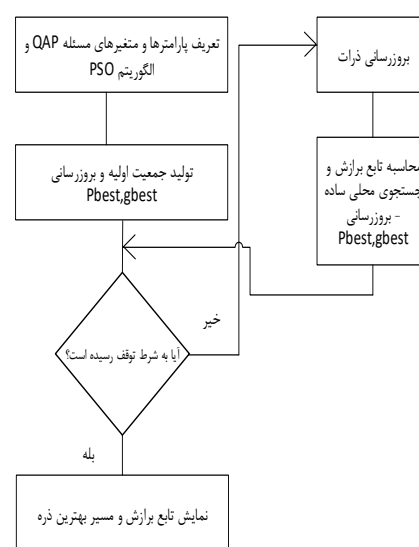 تعریف پارامترها و متغیرهای مسئله QAP و
الگوریتم PSO
تولید جمعیت اولیه و بروزرسانی
Pbest,gbest
آیا به شرط توقف رسیده است؟
خیر
بله
نمایش تابع برازش و مسیر بهترین ذره
بروزرسانی ذرات
محاسبه تابع برازش و
جستجوی محلی ساده
- بروزرسانی
Pbest,gbest